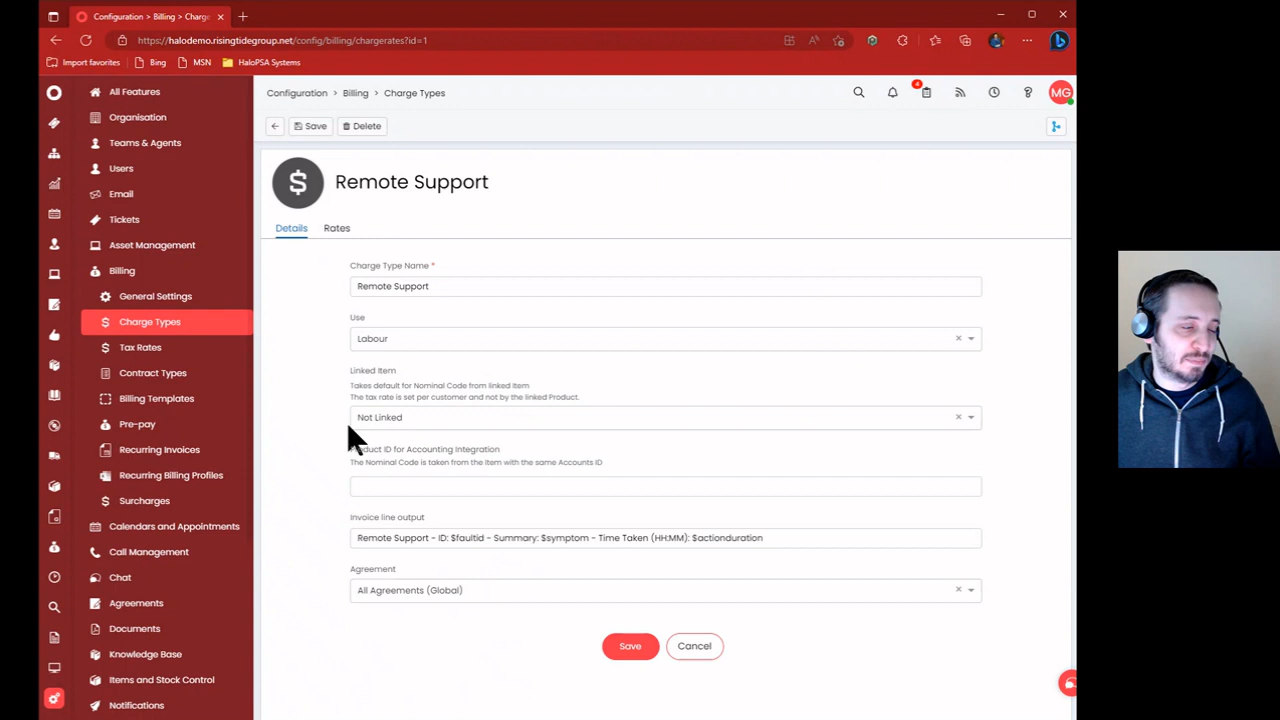 Configuration > Billing > Charge
https://halodemo.risingtidegroup.net/config/billing/chargerates?id=1
Import favorites
Bing
MSN
HaloPSA Systems
All Features
Organisation
Teams & Agents
Users
Email
Tickets
Asset Management
Billing
General Settings
Charge Types
Tax Rates
Contract Types
Billing Templates
Pre-pay
Recurring Invoices
Recurring Billing Profiles
Surcharges
Calendars and Appointments
Call Management
Chat
Agreements
Documents
Knowledge Base
Items and Stock Control
Notifications
Configuration > Billing > Charge Types
4
MG
Save
Delete
$
Remote Support
Details
Rates
Charge Type Name *
Remote Support
Use
Labour
Linked Item
Takes default for Nominal Code from linked Item
The tax rate is set per customer and not by the linked Product.
Not Linked
ID for Accounting Integration
The Nominal Code is taken from the Item with the same Accounts ID
Invoice line output
Remote Support - ID: $faultid - Summary: $symptom - Time Taken (HH:MM): $actionduration
Agreement
All Agreements (Global)
Save
Cancel